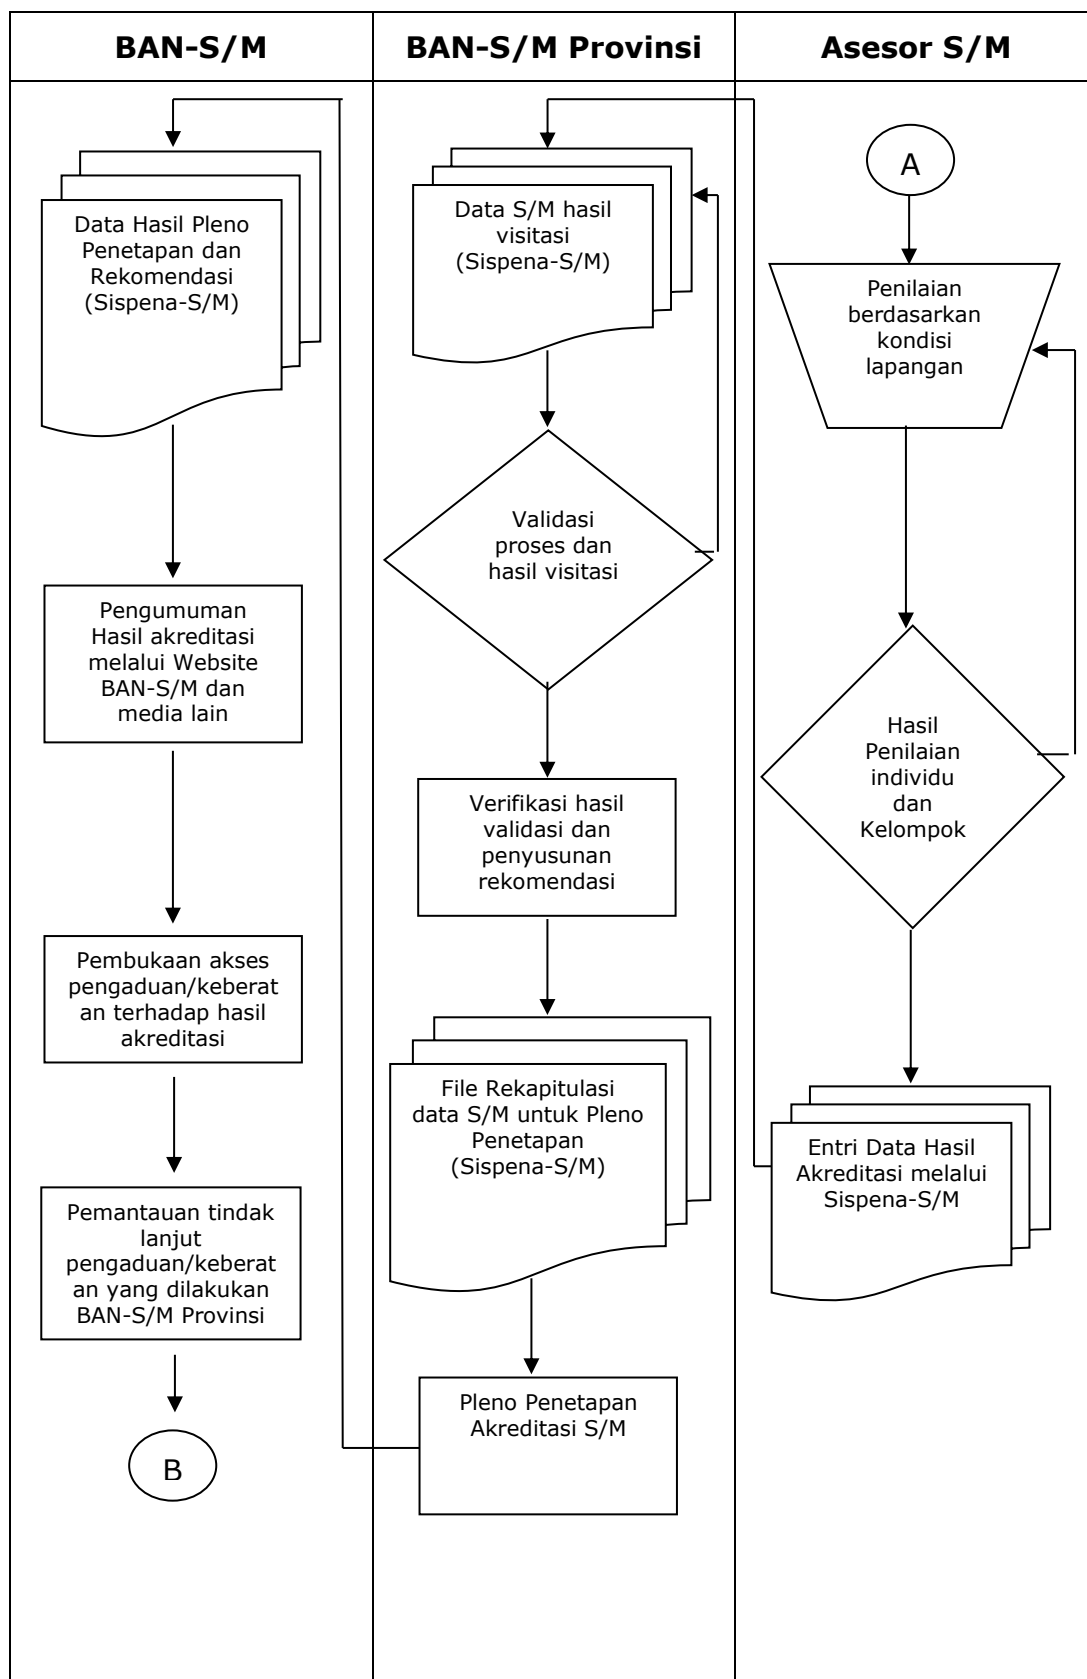 BAN-S/M
BAN-S/M Provinsi
Asesor S/M
Data Hasil Pleno
Penetapan dan
Rekomendasi
(Sispena-S/M)
Pengumuman
Hasil akreditasi
melalui Website
BAN-S/M dan
media lain
Pembukaan akses
pengaduan/keberat
an terhadap hasil
akreditasi
Pemantauan tindak
lanjut
pengaduan/keberat
an yang dilakukan
BAN-S/M Provinsi
B
Data S/M hasil
visitasi
(Sispena-S/M)
Validasi
proses dan
hasil visitasi
Verifikasi hasil
validasi dan
penyusunan
rekomendasi
File Rekapitulasi
data S/M untuk Pleno
Penetapan
(Sispena-S/M)
Pleno Penetapan
Akreditasi S/M
A
Penilaian
berdasarkan
kondisi
lapangan
Hasil
Penilaian
individu
dan
Kelompok
Entri Data Hasil
Akreditasi melalui
Sispena-S/M